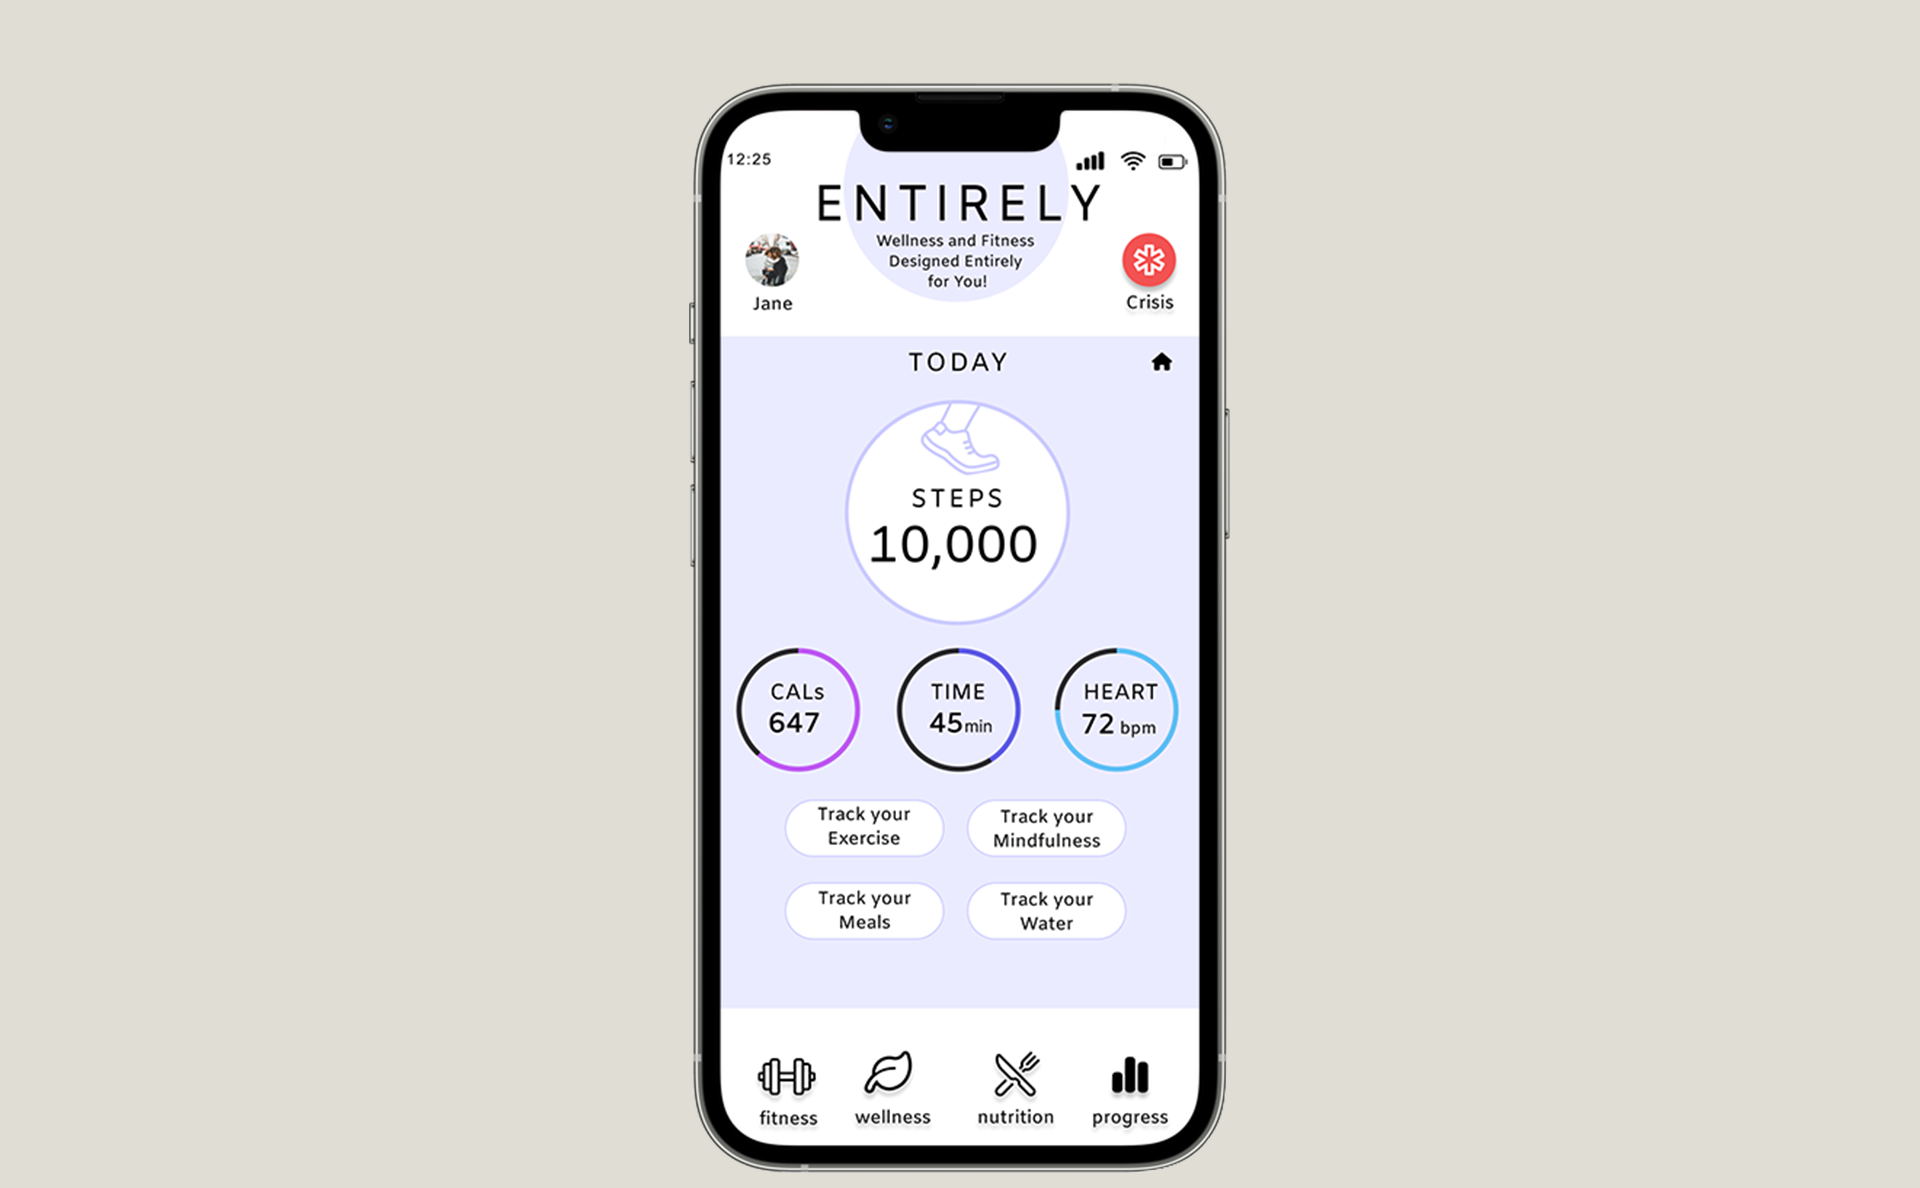 12:25
ENTIRELY
Wellness and Fitness
Designed Entirely
for You!
Jane
Crisis
TODAY
STEPS
10,000
CALs
647
TIME
45min
HEART
72 bpm
Track your
Exercise
Track your
Mindfulness
Track your
Meals
Track your
Water
fitness
wellness
nutrition
progress